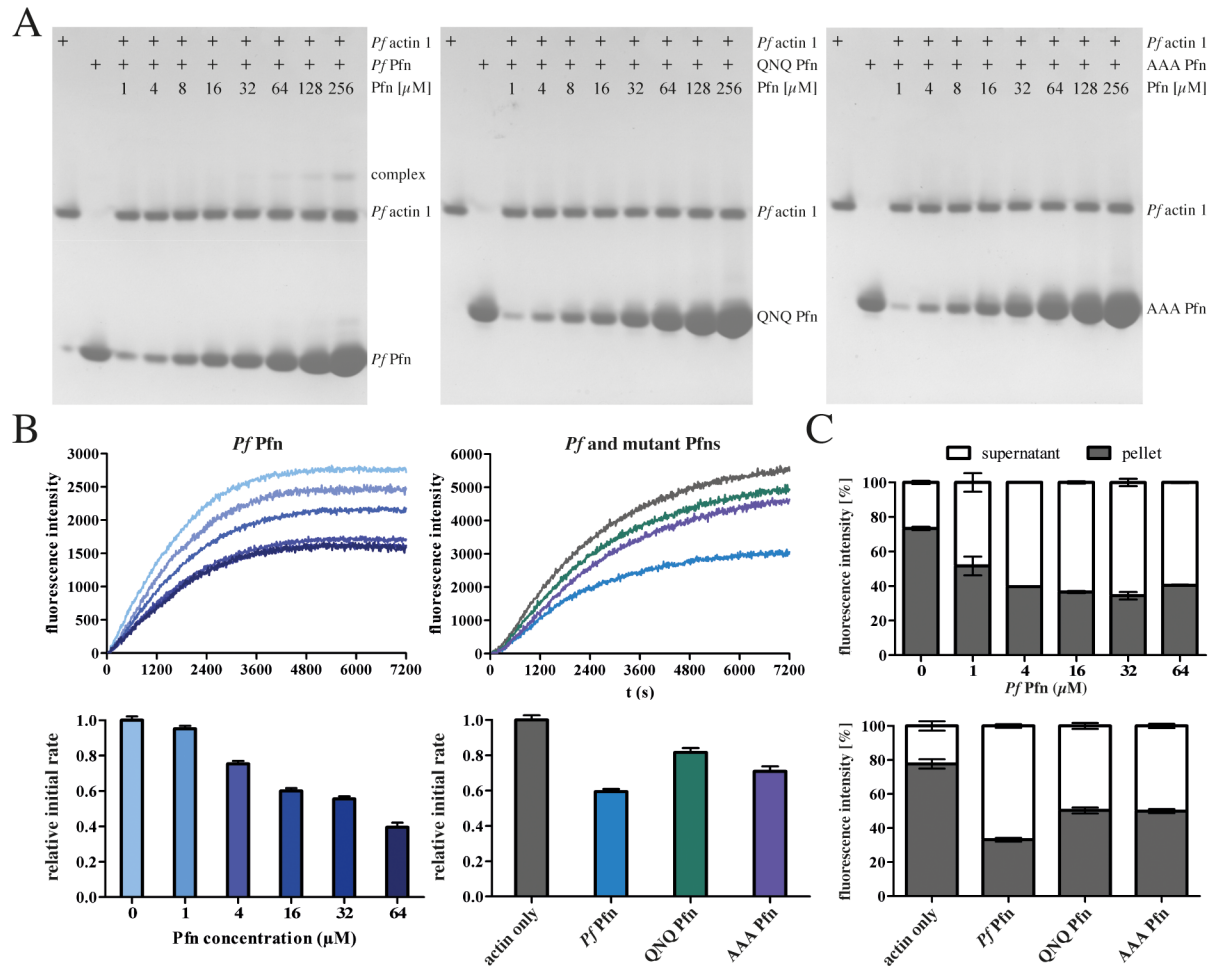 A
+ + + + + + + + + Pf actin 1
+ + + + + + + + + Pf Pfn
1 4 8 16 32 64 128 256 Pfn [µM]
complex
Pf actin 1
Pf Pfn
+ + + + + + + + + Pf actin 1
+ + + + + + + + + QNQ Pfn
1 4 8 16 32 64 128 256 Pfn [µM]
Pf actin 1
QNQ Pfn
+ + + + + + + + + Pf actin 1
+ + + + + + + + + AAA Pfn
1 4 8 16 32 64 128 256 Pfn [µM]
Pf actin 1
AAA Pfn
B
Pf Pfn
fluorescence intensity
3000
2500
2000
1500
1000
500
0
0 1200 2400 3600 4800 6000 7200
Pf and mutant Pfns
fluorescence intensity
6000
5000
4000
3000
2000
1000
0
0 1200 2400 3600 4800 6000 7200
t (s)
relative initial rate
1.0
0.8
0.6
0.4
0.2
0.0
0 1 4 16 32 64
Pfn concentration (µM)
relative initial rate
1.0
0.8
0.6
0.4
0.2
0.0
actin only
Pf Pfn
QNQ Pfn
AAA Pfn
C
supernatant pellet
fluorescence intensity [%]
100
80
60
40
20
0
0 1 4 16 32 64
Pf Pfn (µM)
fluorescence intensity [%]
100
80
60
40
20
0
actin only
Pf Pfn
QNQ Pfn
AAA Pfn